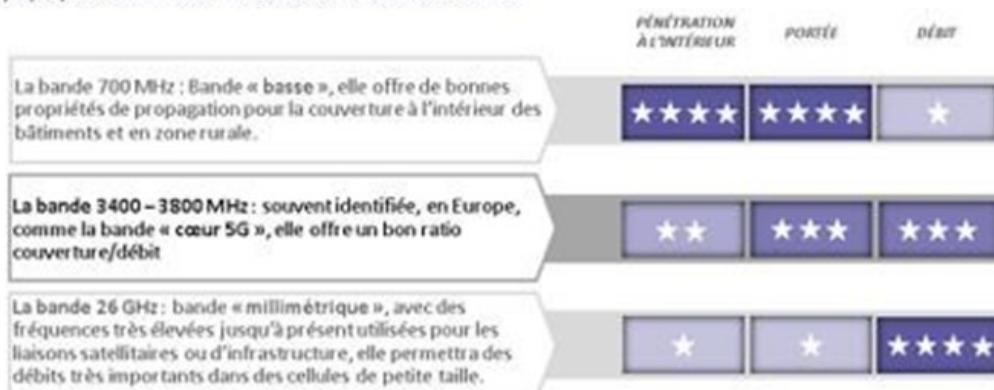 PÉNÉTRATION
À L'INTÉRIEUR
PORTÉE
DÉBIT
La bande 700 MHz : Bande « basse », elle offre de bonnes
propriétés de propagation pour la couverture à l'intérieur des
bâtiments et en zone rurale.
La bande 3400 – 3800 MHz : souvent identifiée, en Europe,
comme la bande « cœur 5G », elle offre un bon ratio
couverture/débit
La bande 26 GHz : bande « millimétrique », avec des
fréquences très élevées jusqu'à présent utilisées pour les
liaisons satellitaires ou d'infrastructure, elle permettra des
débits très importants dans des cellules de petite taille.